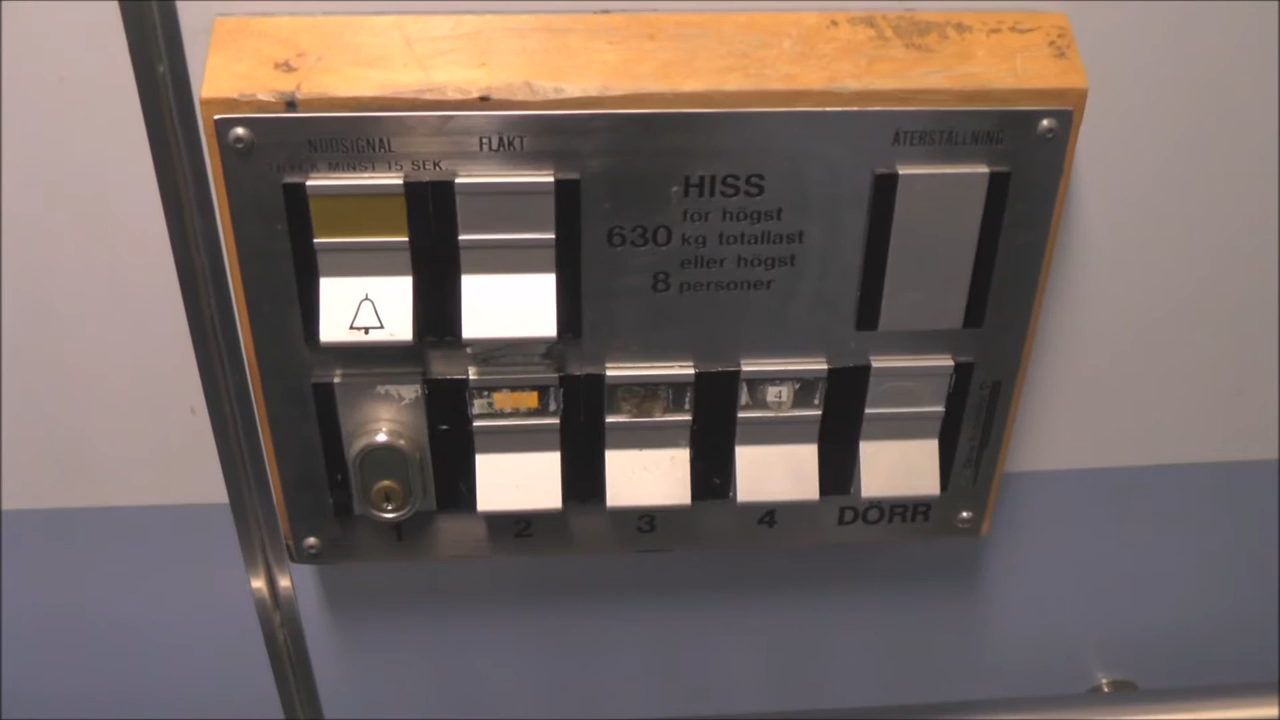 NÖDSIGNAL
TRYCK MINST 15 SEK.
FLÄKT
ÅTERSTÄLLNING
HISS
för högst
630 kg totallast
eller högst
8 personer
4
1
2
3
4
DÖRR